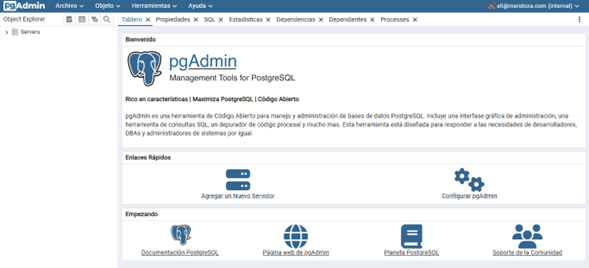 pgAdmin Archivo Objeto Herramientas Ayuda eli@mendoza.com (internal)
Object Explorer Tablero Propiedades SQL Estadísticas Dependencias Dependientes Processes
Servers
Bienvenido
pgAdmin
Management Tools for PostgreSQL
Rico en características | Maximiza PostgreSQL | Código Abierto
pgAdmin es una herramienta de Código Abierto para manejo y administración de bases de datos PostgreSQL. Incluye una interfase gráfica de administración, una
herramienta de consultas SQL, un depurador de código procesal y mucho mas. Esta herramienta está diseñada para responder a las necesidades de desarrolladores,
DBAs y administradores de sistemas por igual.
Enlaces Rápidos
Agregar un Nuevo Servidor Configurar pgAdmin
Empezando
Documentación PostgreSQL Página web de pgAdmin Planeta PostgreSQL Soporte de la Comunidad